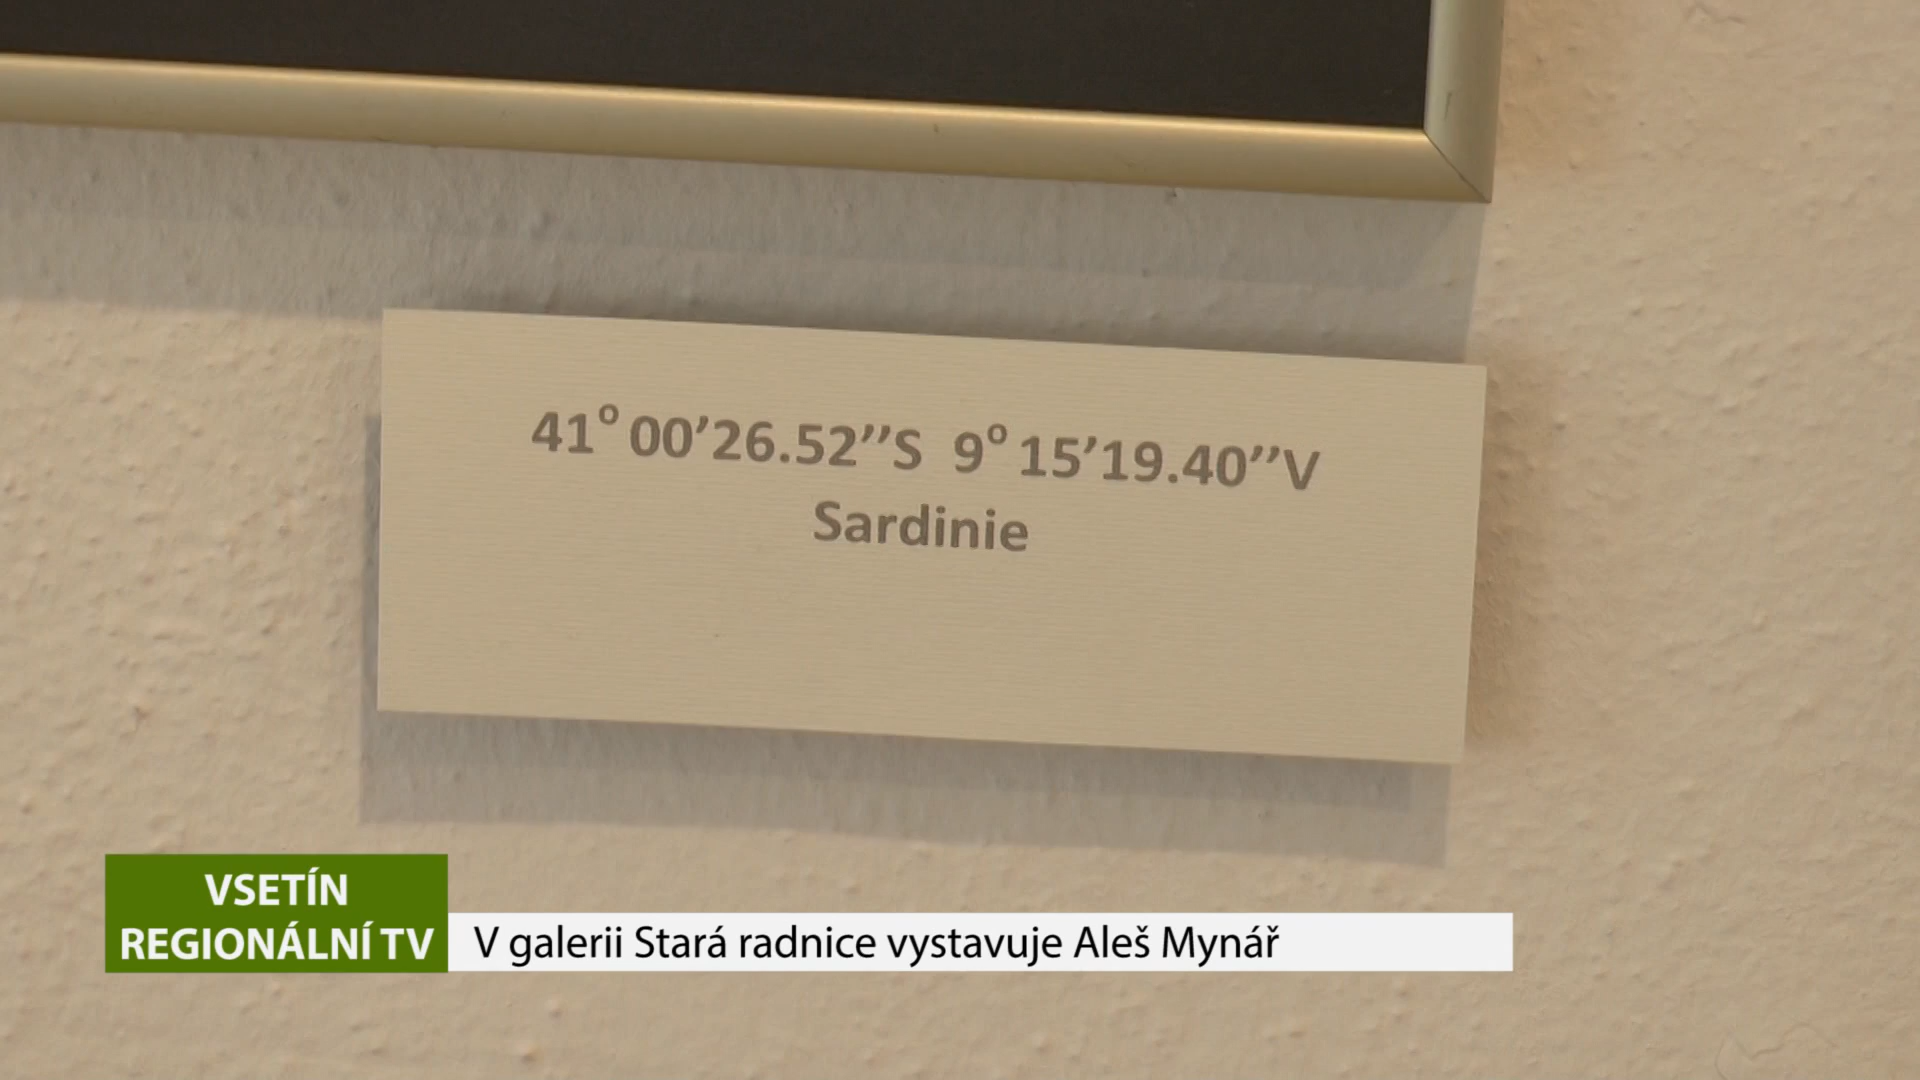 41° 00’26.52’’S 9° 15’19.40’’V
Sardinie
VSETÍN
REGIONÁLNÍ TV
V galerii Stará radnice vystavuje Aleš Mynář